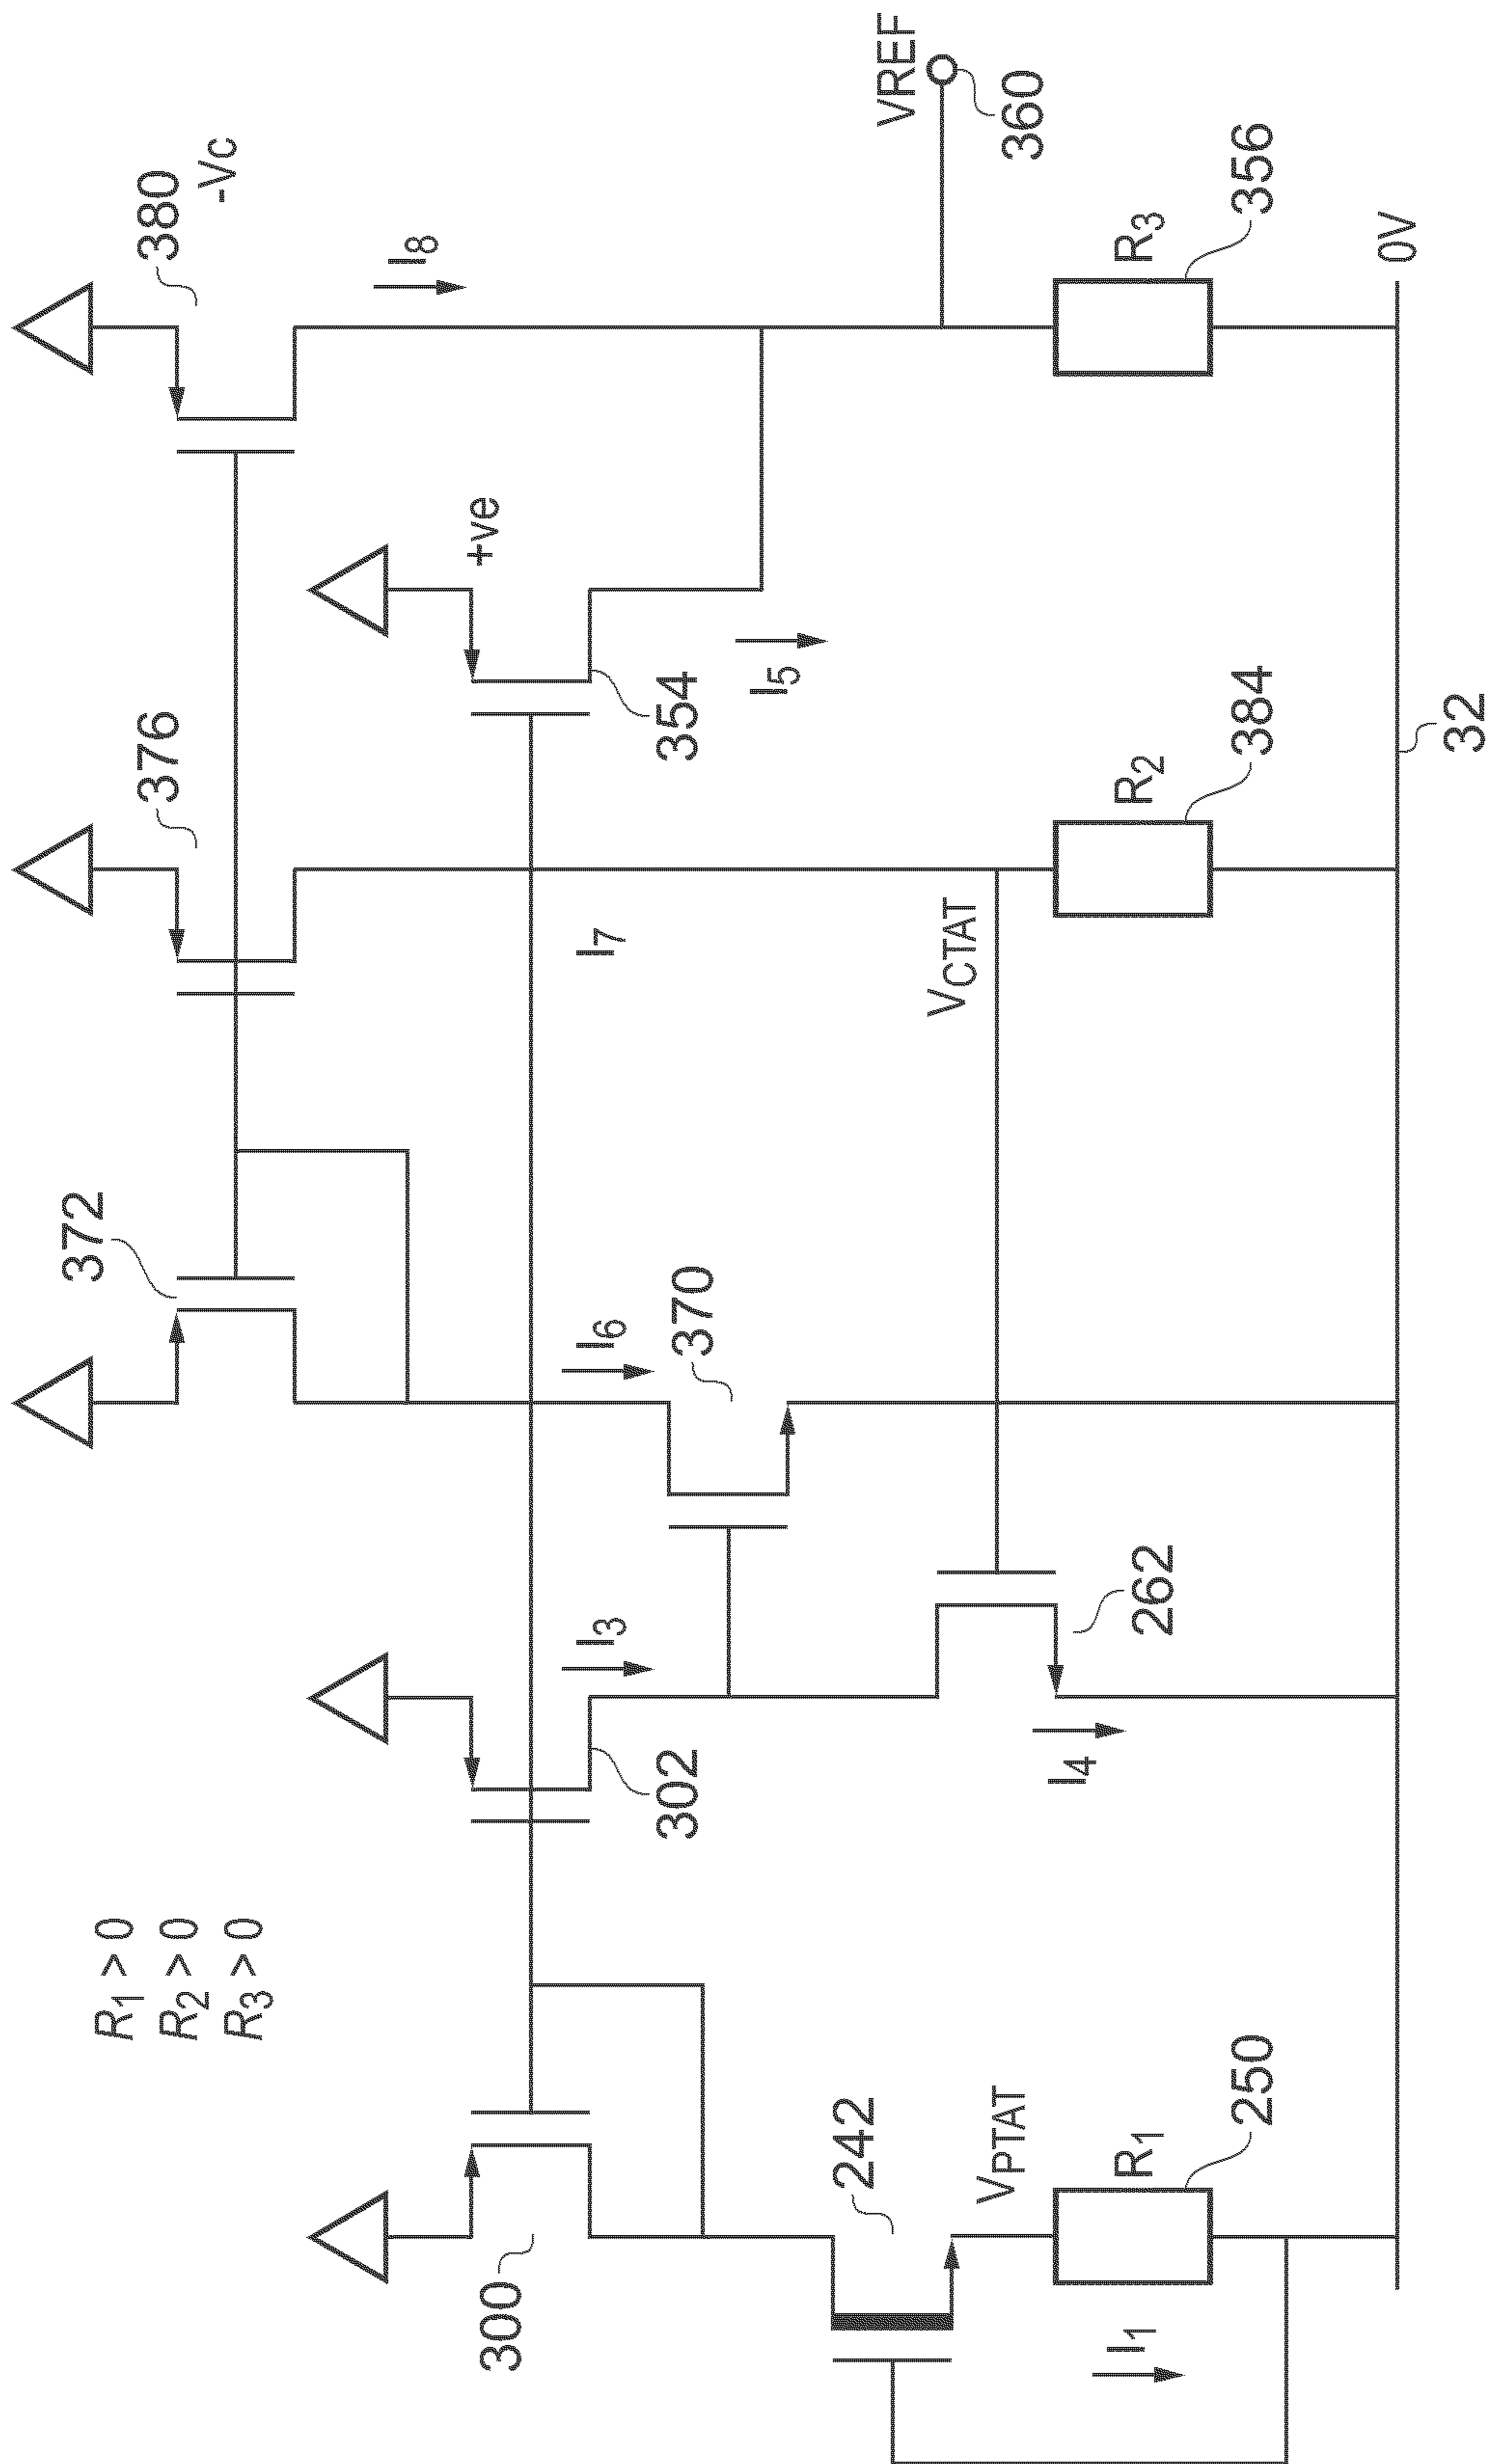 R₁ > 0
R₂ > 0
R₃ > 0
372
376
380
-Vc
300
302
I₃
I₆
370
I₇
354
I₅
+ve
I₈
242
VPTAT
I₁
R₁
250
I₄
262
VCTAT
R₂
384
VREF
360
R₃
356
0V
32